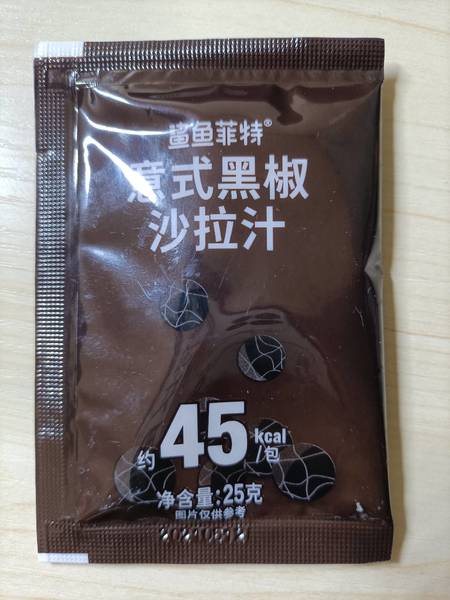 鲨鱼菲特®
意式黑椒
沙拉汁
约45kcal/包
净含量:25克
图片仅供参考